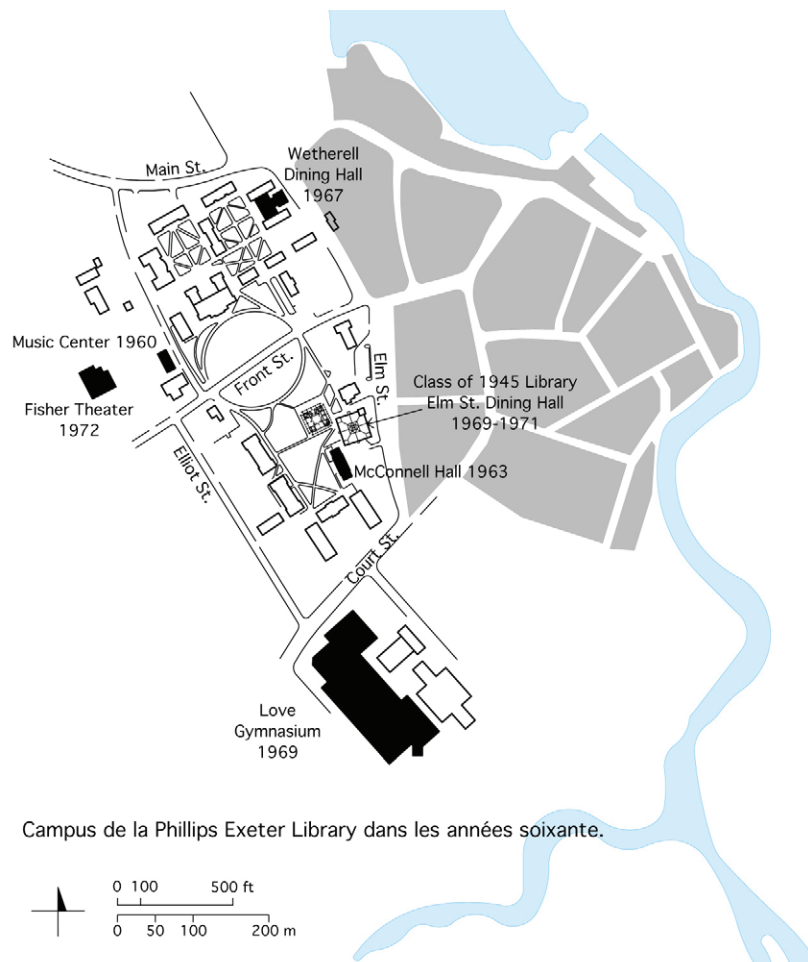 Main St.
Wetherell
Dining Hall
1967
Music Center 1960
Fisher Theater
1972
Front St.
Elm St.
Class of 1945 Library
Elm St. Dining Hall
1969-1971
McConnell Hall 1963
Elliot St.
Court St.
Love
Gymnasium
1969
Campus de la Phillips Exeter Library dans les années soixante.
0 100 500 ft
0 50 100 200 m